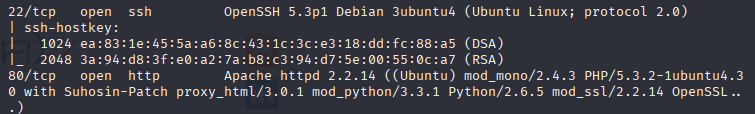 22/tcp   open  ssh         OpenSSH 5.3p1 Debian 3ubuntu4 (Ubuntu Linux; protocol 2.0)
| ssh-hostkey:
|   1024 ea:83:1e:45:5a:a6:8c:43:1c:3c:e3:18:dd:fc:88:a5 (DSA)
|_  2048 3a:94:d8:3f:e0:a2:7a:b8:c3:94:d7:5e:00:55:0c:a7 (RSA)
80/tcp   open  http        Apache httpd 2.2.14 ((Ubuntu) mod_mono/2.4.3 PHP/5.3.2-1ubuntu4.3
0 with Suhosin-Patch proxy_html/3.0.1 mod_python/3.3.1 Python/2.6.5 mod_ssl/2.2.14 OpenSSL..
.)